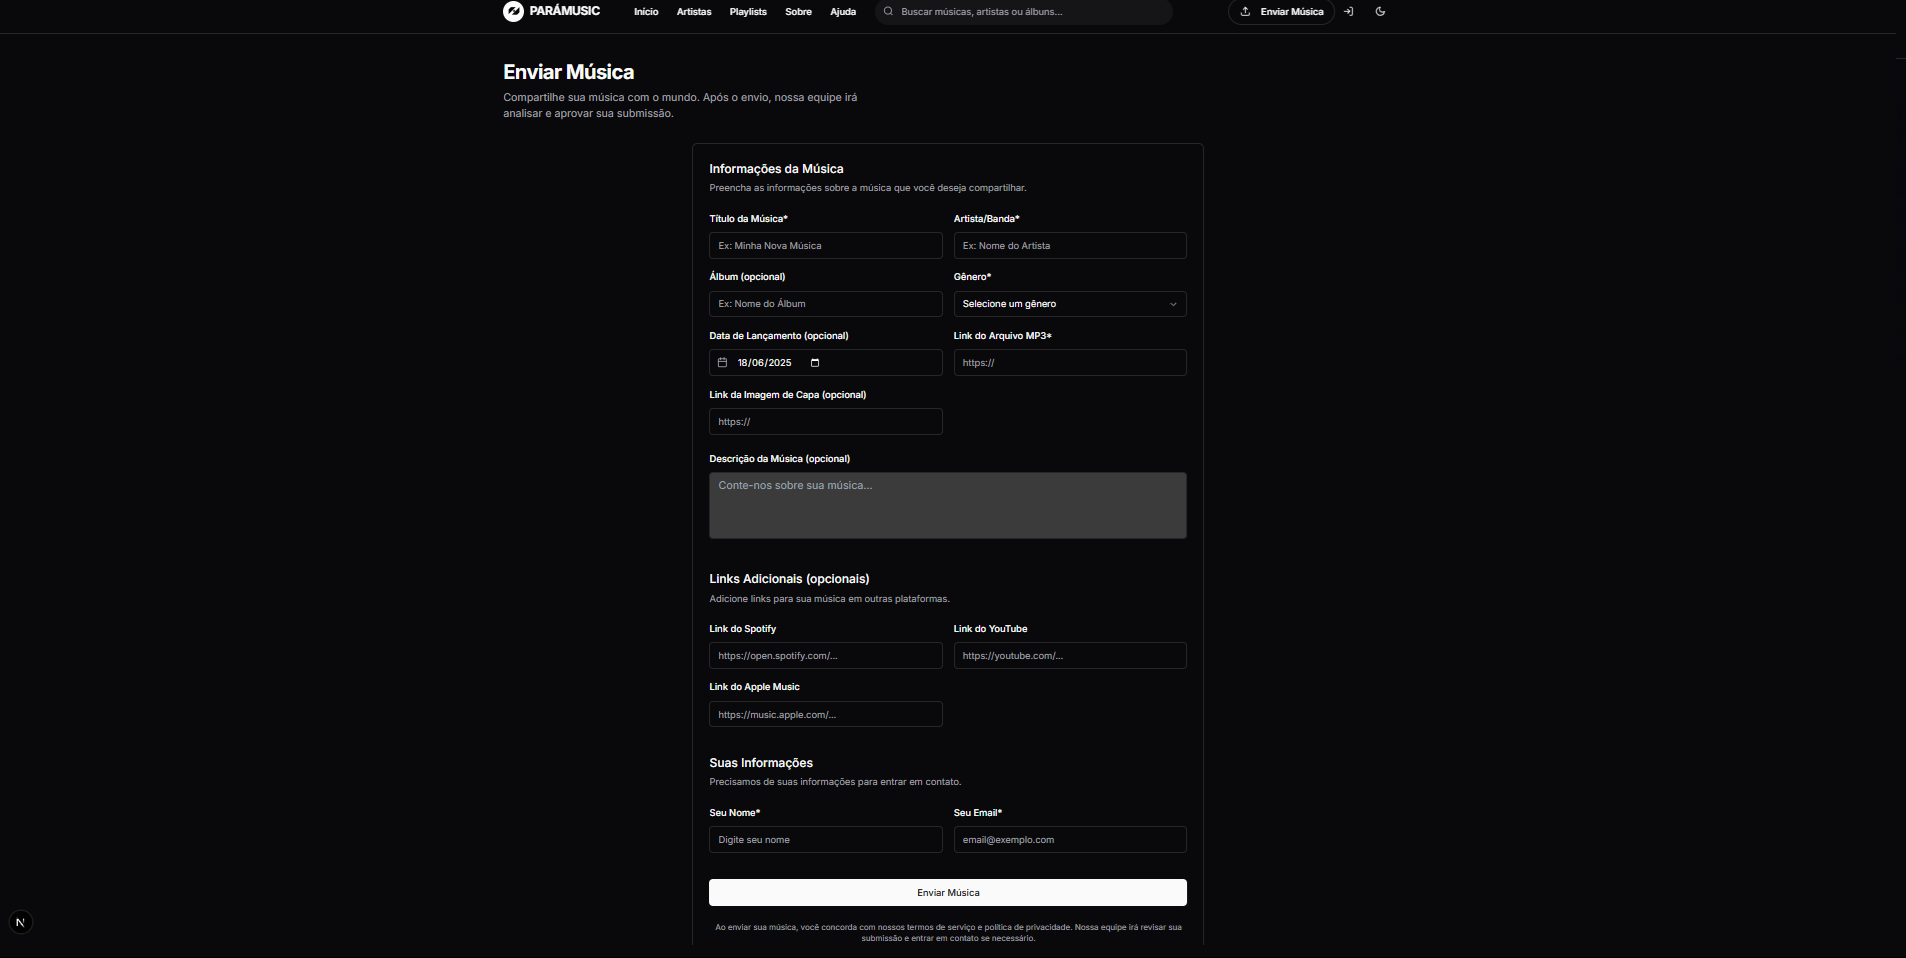 PARÁMUSIC Início Artistas Playlists Sobre Ajuda Buscar músicas, artistas ou álbuns... Enviar Música
Enviar Música
Compartilhe sua música com o mundo. Após o envio, nossa equipe irá
analisar e aprovar sua submissão.
Informações da Música
Preencha as informações sobre a música que você deseja compartilhar.
Título da Música* Artista/Banda*
Ex: Minha Nova Música Ex: Nome do Artista
Álbum (opcional) Gênero*
Ex: Nome do Álbum Selecione um gênero
Data de Lançamento (opcional) Link do Arquivo MP3*
18/06/2025 https://
Link da Imagem de Capa (opcional)
https://
Descrição da Música (opcional)
Conte-nos sobre sua música...
Links Adicionais (opcionais)
Adicione links para sua música em outras plataformas.
Link do Spotify Link do YouTube
https://open.spotify.com/... https://youtube.com/...
Link do Apple Music
https://music.apple.com/...
Suas Informações
Precisamos de suas informações para entrar em contato.
Seu Nome* Seu Email*
Digite seu nome email@exemplo.com
Enviar Música
N
Ao enviar sua música, você concorda com nossos termos de serviço e política de privacidade. Nossa equipe irá revisar sua
submissão e entrar em contato se necessário.